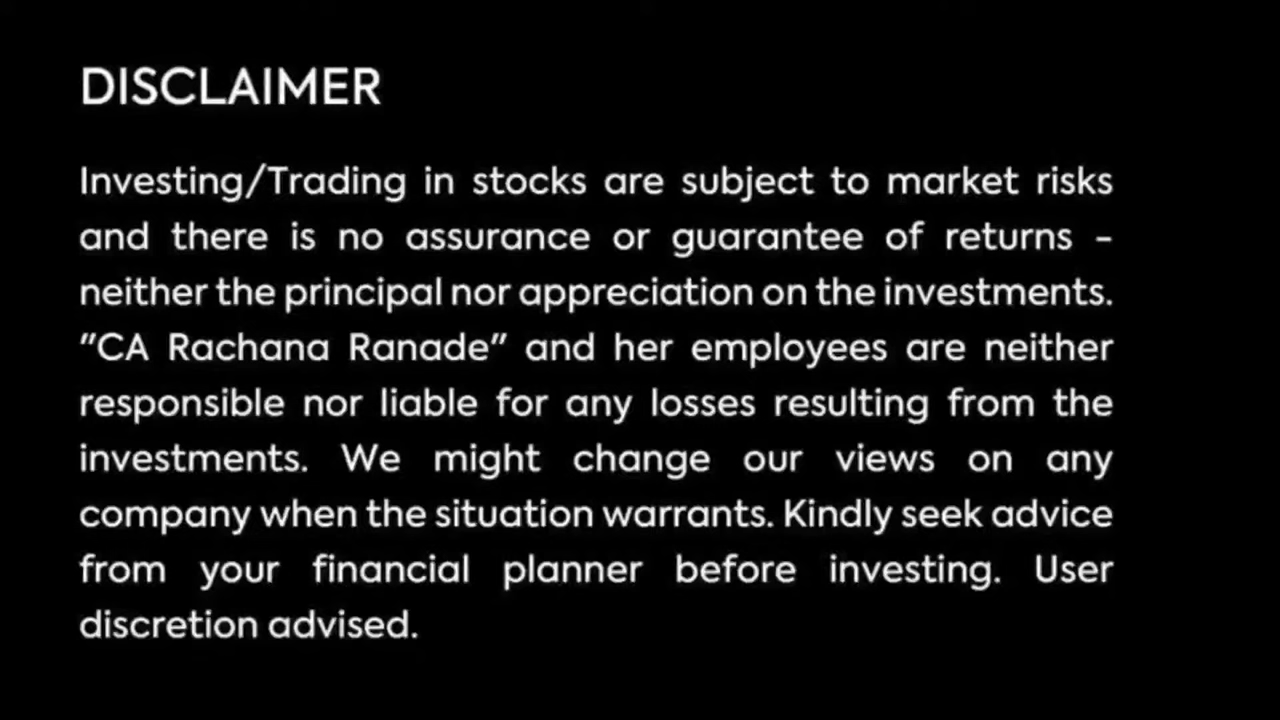 DISCLAIMER
Investing/Trading in stocks are subject to market risks
and there is no assurance or guarantee of returns -
neither the principal nor appreciation on the investments.
"CA Rachana Ranade" and her employees are neither
responsible nor liable for any losses resulting from the
investments. We might change our views on any
company when the situation warrants. Kindly seek advice
from your financial planner before investing. User
discretion advised.